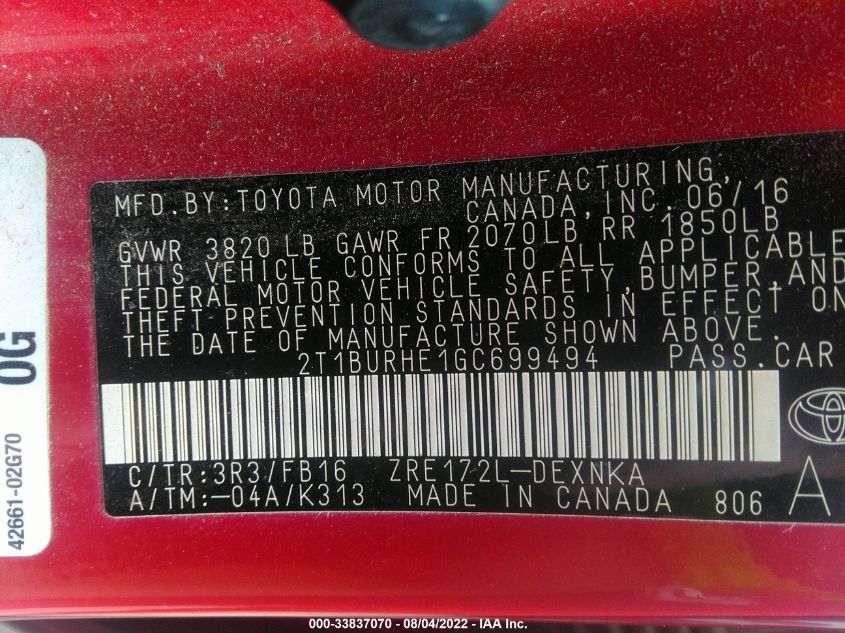 MFD.BY:TOYOTA MOTOR MANUFACTURING,
CANADA, INC. 06/16
GVWR 3820 LB GAWR FR 2070LB RR 1850LB
THIS VEHICLE CONFORMS TO ALL APPLICABLE
FEDERAL MOTOR VEHICLE SAFETY,BUMPER,AND
THEFT PREVENTION STANDARDS IN EFFECT ON
THE DATE OF MANUFACTURE SHOWN ABOVE.
2T1BURHE1GC699494 PASS.CAR
C/TR:3R3/FB16 ZRE172L-DEXNKA
A/TM:-04A/K313 MADE IN CANADA 806 A
0G
42661-02G70
000-33837070 - 08/04/2022 - IAA Inc.